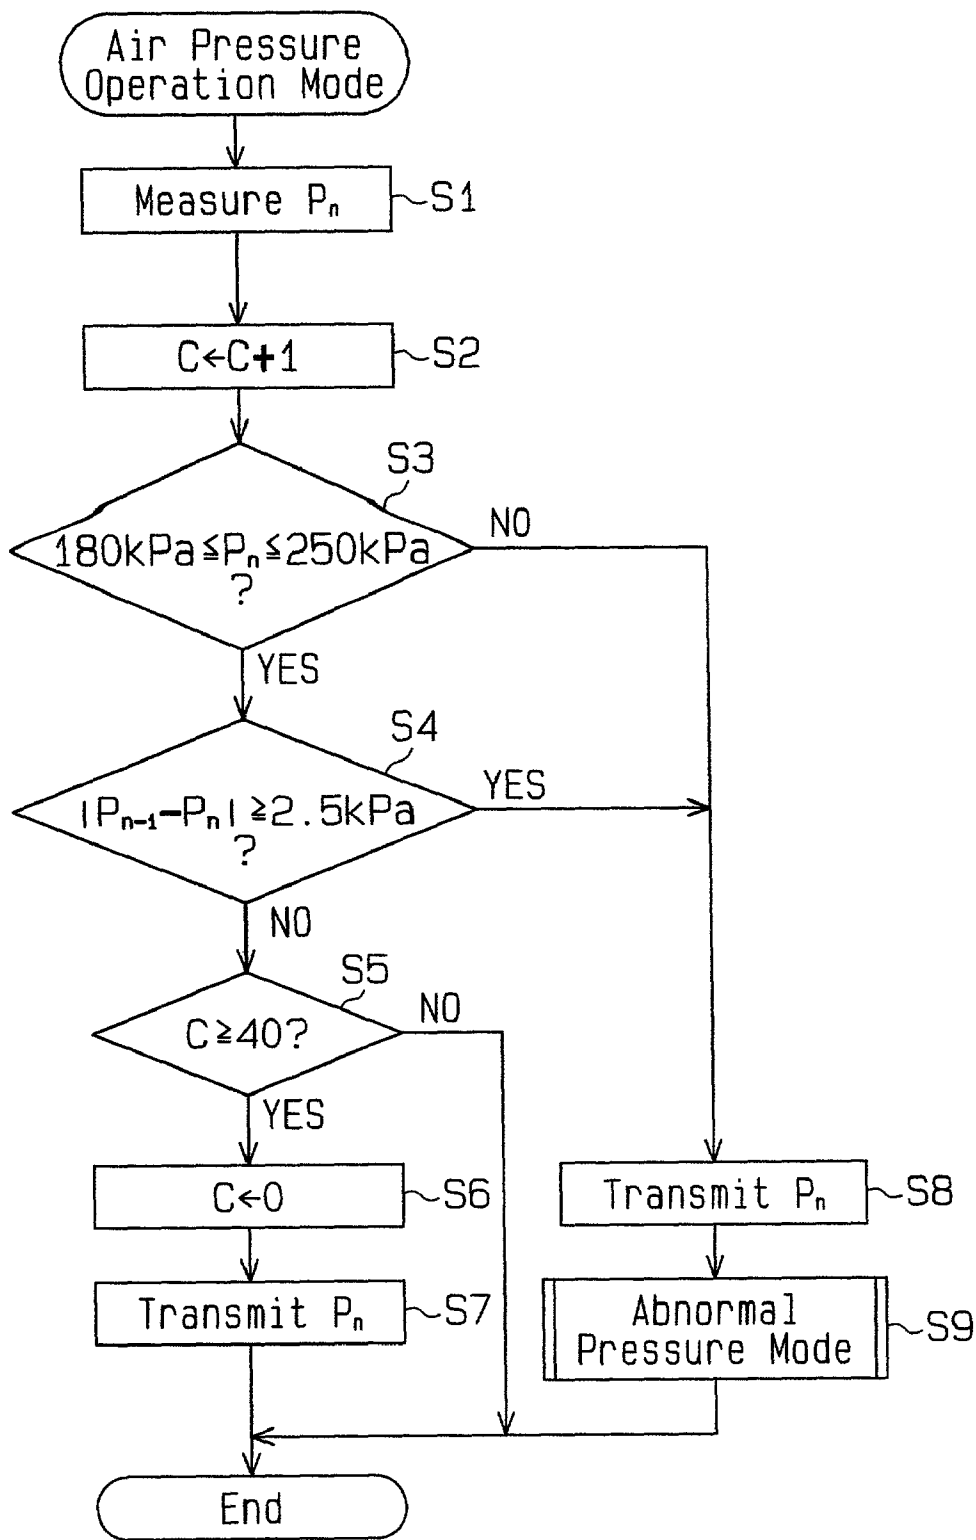 Air Pressure
Operation Mode
Measure Pₙ
S1
C←C+1
S2
S3
180kPa≦Pₙ≦250kPa
?
NO
YES
S4
|Pₙ₋₁−Pₙ|≧2.5kPa
?
YES
NO
S5
C≧40?
NO
YES
C←0
S6
Transmit Pₙ
S8
Transmit Pₙ
S7
Abnormal
Pressure Mode
S9
End